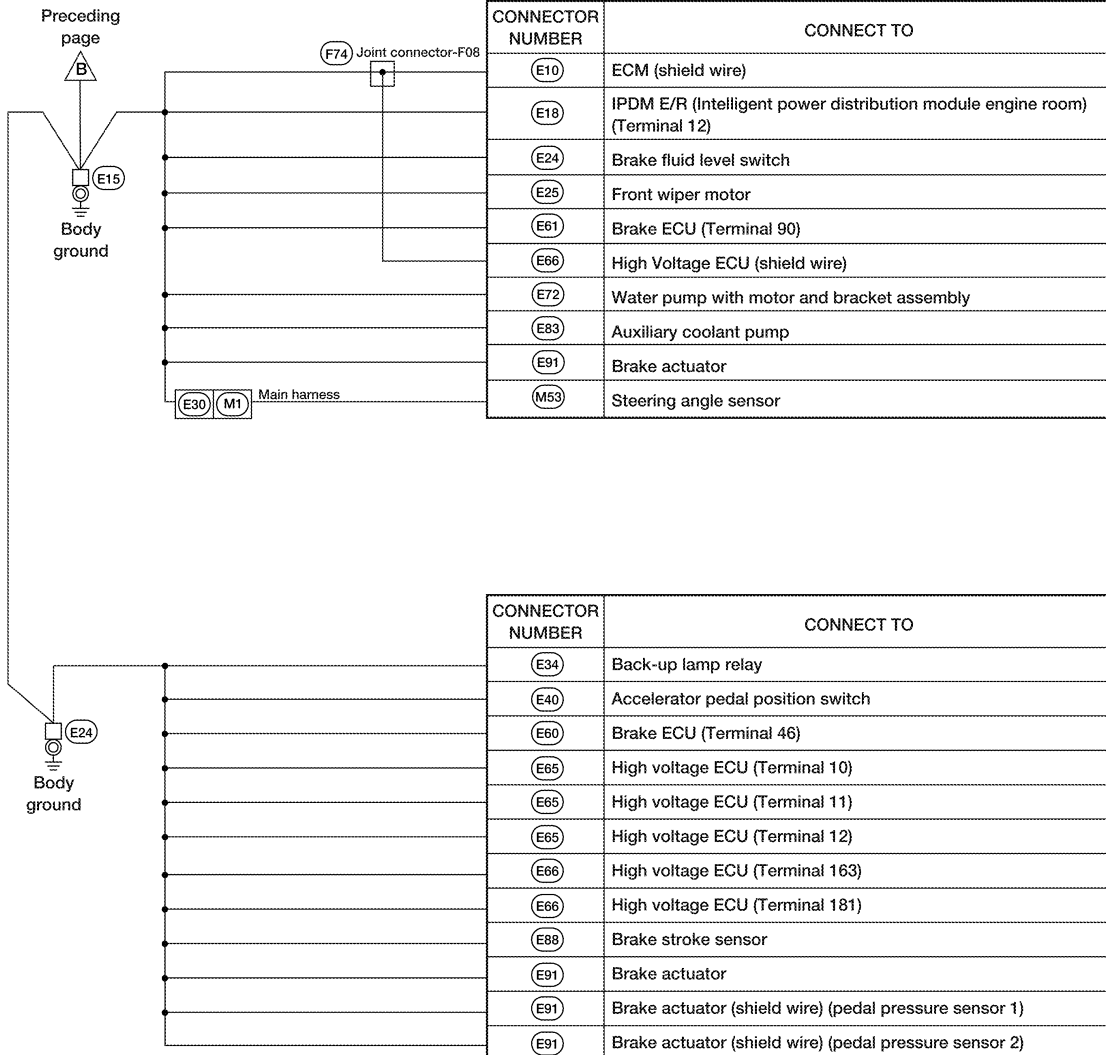 Preceding
page
B
E15
Body
ground
F74 Joint connector-F08
E30 M1 Main harness
CONNECTOR
NUMBER
CONNECT TO
E10 ECM (shield wire)
E18 IPDM E/R (Intelligent power distribution module engine room)
(Terminal 12)
E24 Brake fluid level switch
E25 Front wiper motor
E61 Brake ECU (Terminal 90)
E66 High Voltage ECU (shield wire)
E72 Water pump with motor and bracket assembly
E83 Auxiliary coolant pump
E91 Brake actuator
M53 Steering angle sensor
E24
Body
ground
CONNECTOR
NUMBER
CONNECT TO
E34 Back-up lamp relay
E40 Accelerator pedal position switch
E60 Brake ECU (Terminal 46)
E65 High voltage ECU (Terminal 10)
E65 High voltage ECU (Terminal 11)
E65 High voltage ECU (Terminal 12)
E66 High voltage ECU (Terminal 163)
E66 High voltage ECU (Terminal 181)
E88 Brake stroke sensor
E91 Brake actuator
E91 Brake actuator (shield wire) (pedal pressure sensor 1)
E91 Brake actuator (shield wire) (pedal pressure sensor 2)